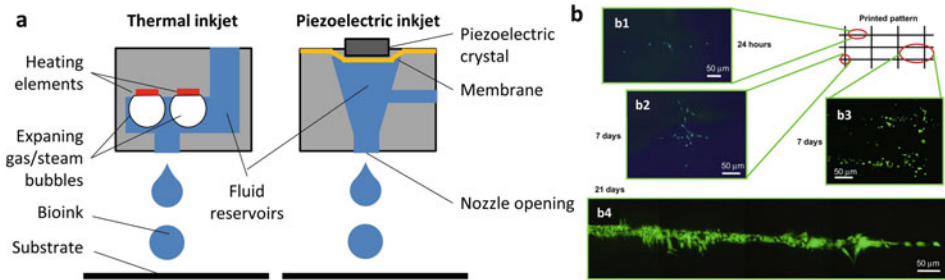 a
Thermal inkjet
Piezoelectric inkjet
Heating
elements
Expaning
gas/steam
bubbles
Bioink
Substrate
Fluid
reservoirs
Piezoelectric
crystal
Membrane
Nozzle opening
b
b1
24 hours
50 µm
Printed pattern
b2
7 days
50 µm
b3
7 days
50 µm
21 days
b4
50 µm